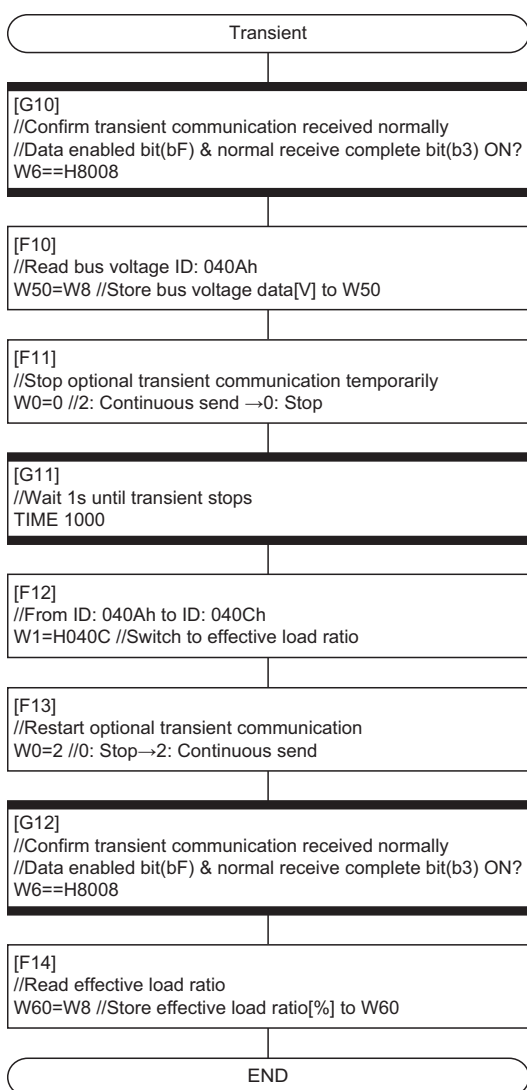 Transient
[G10]
//Confirm transient communication received normally
//Data enabled bit(bF) & normal receive complete bit(b3) ON?
W6==H8008
[F10]
//Read bus voltage ID: 040Ah
W50=W8 //Store bus voltage data[V] to W50
[F11]
//Stop optional transient communication temporarily
W0=0 //2: Continuous send →0: Stop
[G11]
//Wait 1s until transient stops
TIME 1000
[F12]
//From ID: 040Ah to ID: 040Ch
W1=H040C //Switch to effective load ratio
[F13]
//Restart optional transient communication
W0=2 //0: Stop→2: Continuous send
[G12]
//Confirm transient communication received normally
//Data enabled bit(bF) & normal receive complete bit(b3) ON?
W6==H8008
[F14]
//Read effective load ratio
W60=W8 //Store effective load ratio[%] to W60
END